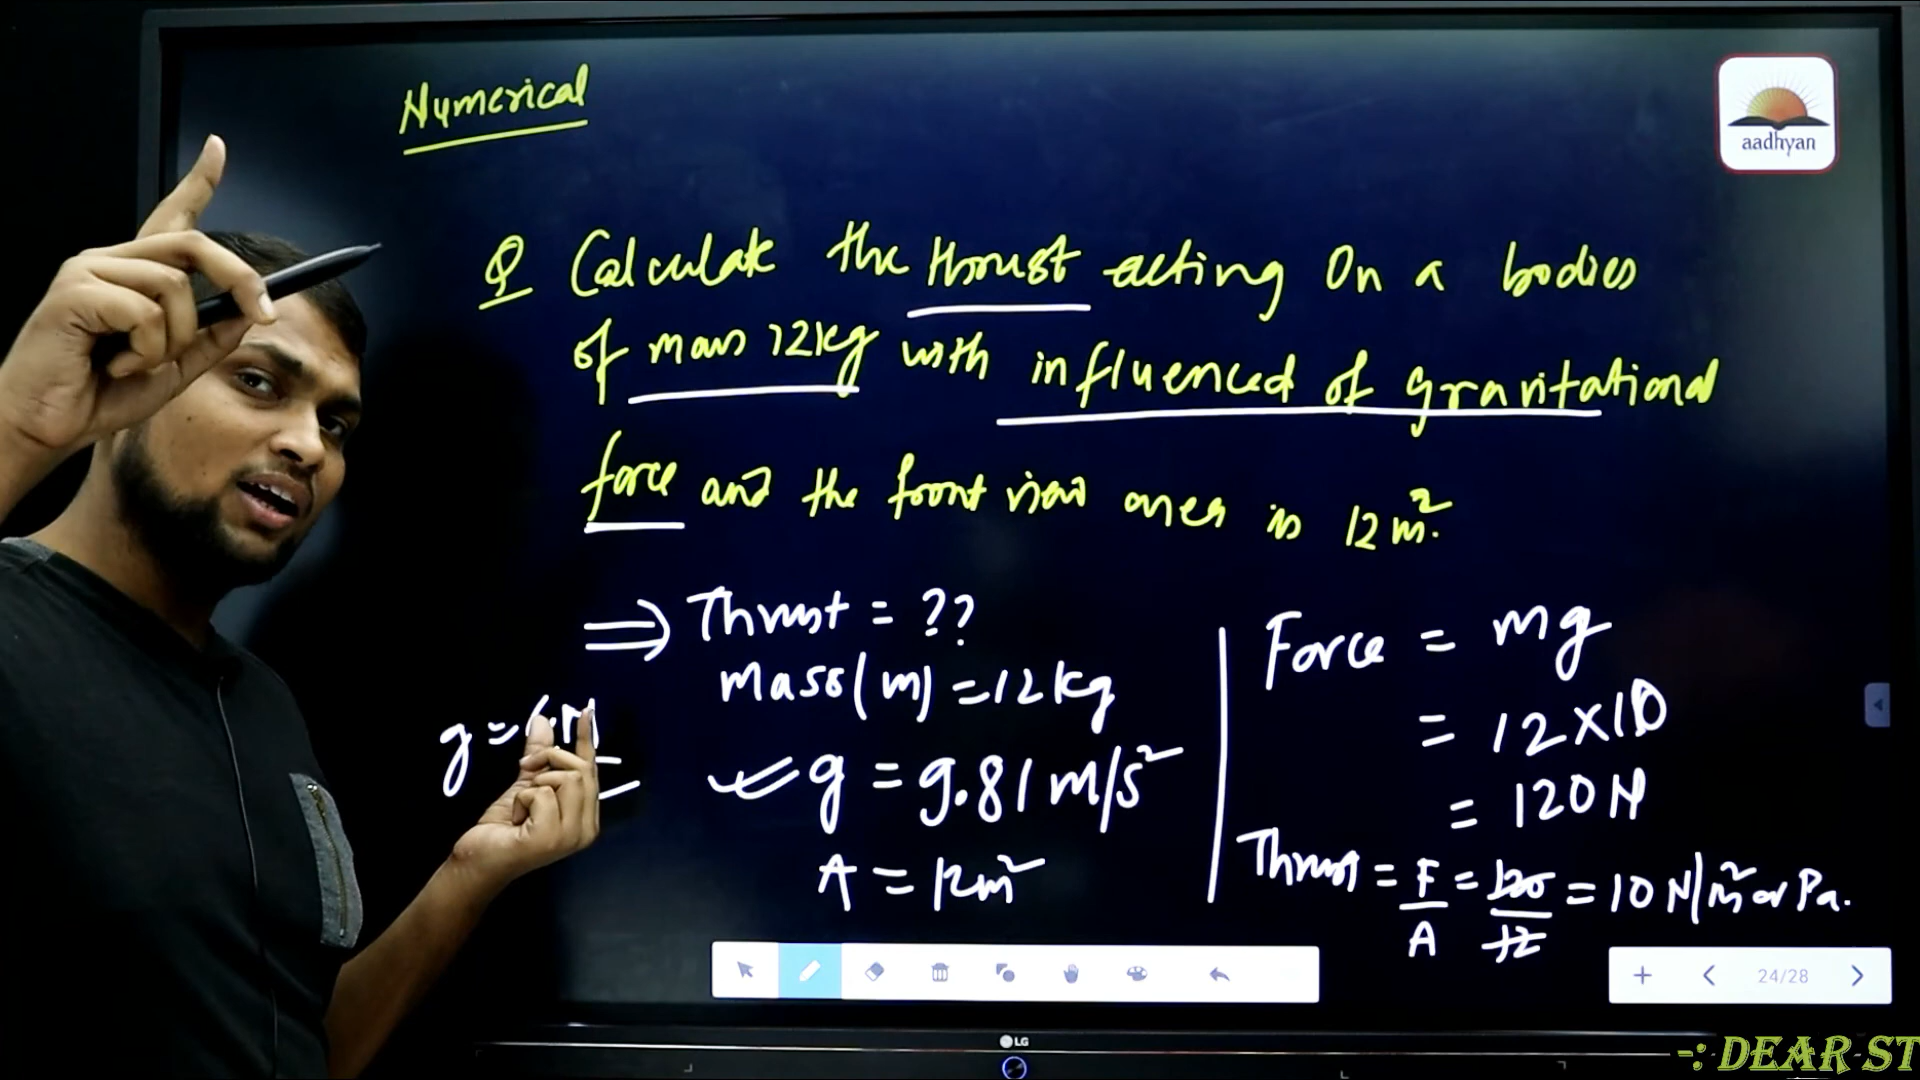 Numerical
aadhyan
Q Calculate the thrust acting on a bodies
of mass 12kg with influenced of gravitational
force and the front view area is 12m².
⇒ Thrust = ??
Mass(m) = 12kg
g =
g = 9.81 m/s²
A = 12m²
Force = mg
= 12×10
= 120N
Thrust = F/A = 120/12 = 10 N/m² or Pa.
24/28
LG
-: DEAR ST